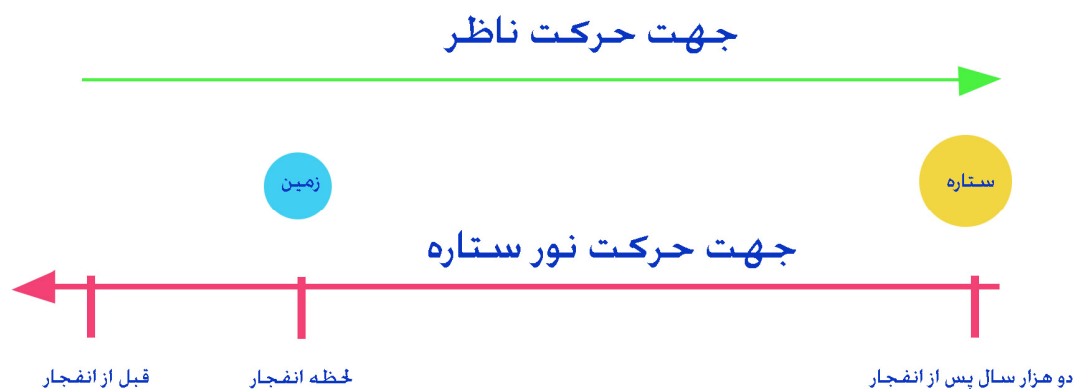 جهت حرکت ناظر
ستاره
زمین
جهت حرکت نور ستاره
دو هزار سال پس از انفجار
لحظه انفجار
قبل از انفجار